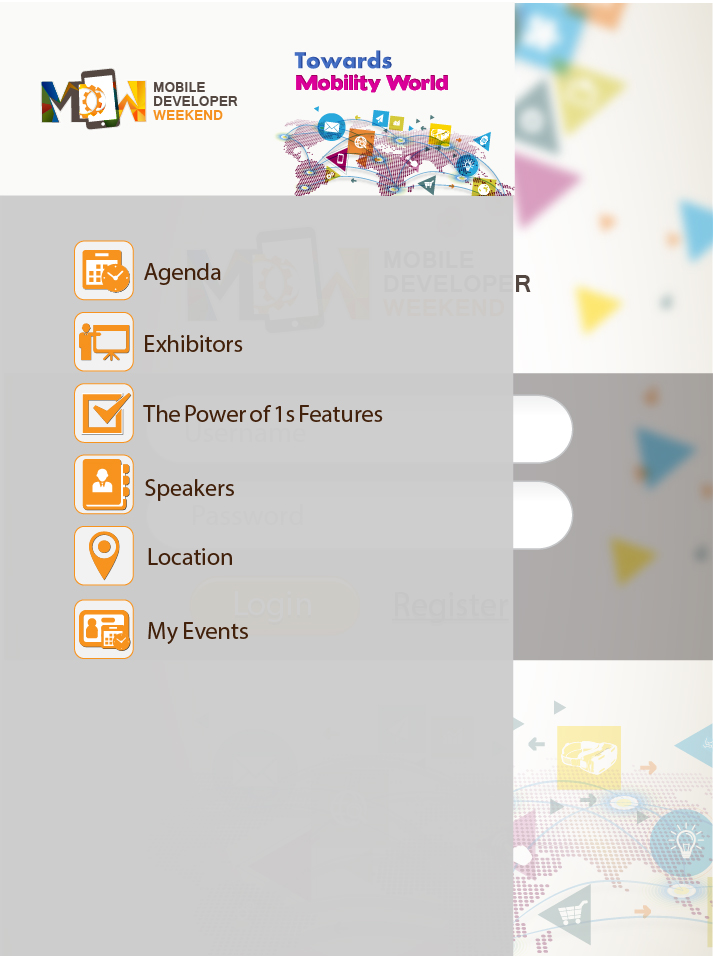 MDW
MOBILE
DEVELOPER
WEEKEND
Towards
Mobility World
MOBILE
DEVELOPER
WEEKEND
Agenda
Exhibitors
The Power of 1s Features
Username
Speakers
Password
Location
Login
Register
My Events